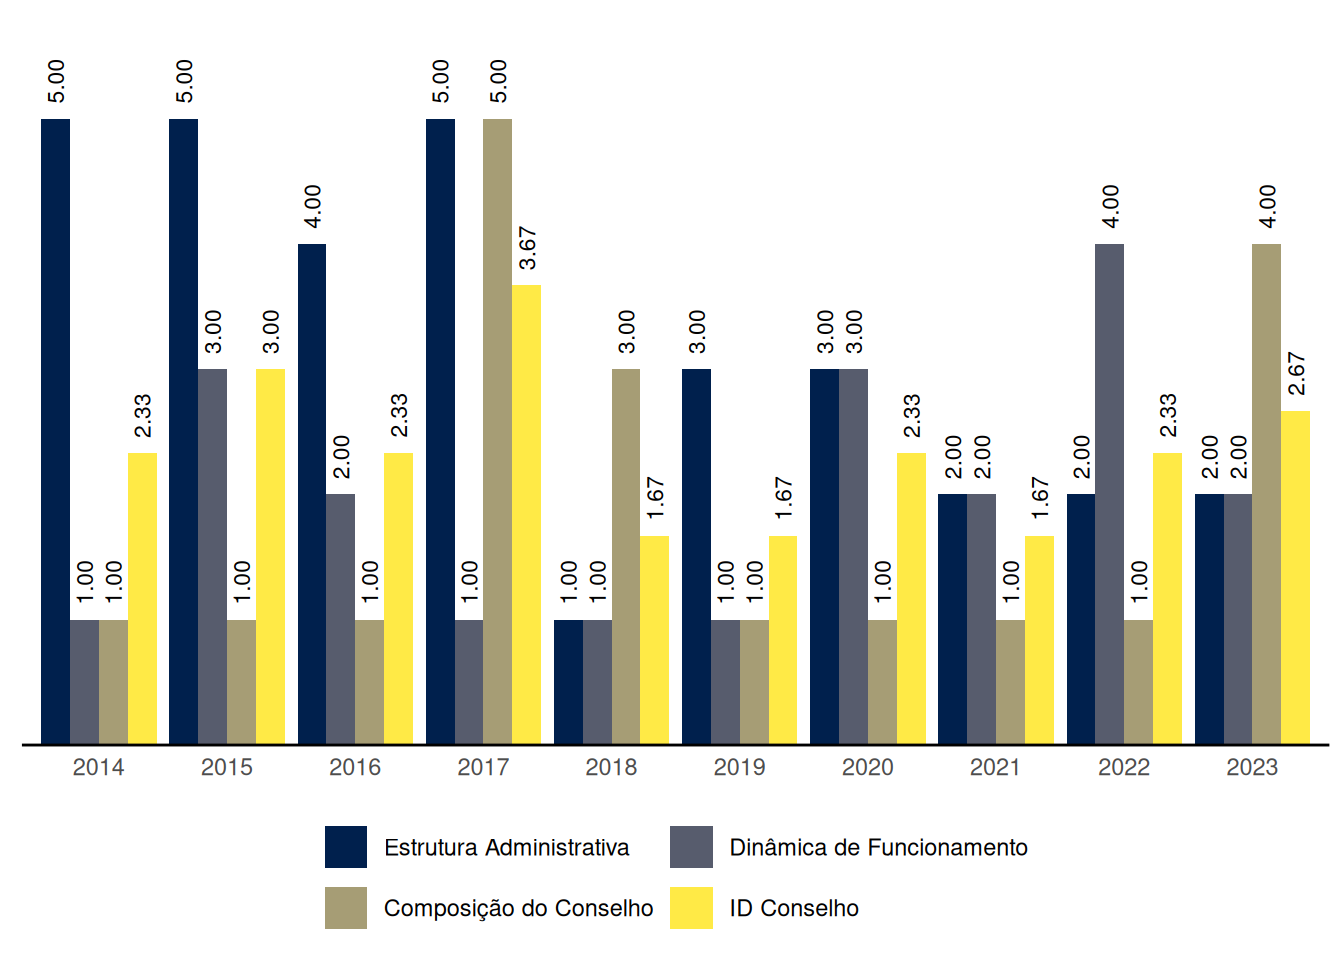 5.00 1.00 1.00 2.33 5.00 3.00 1.00 3.00 4.00 2.00 1.00 2.33 5.00 1.00 5.00 3.67 1.00 1.00 3.00 1.67 3.00 1.00 1.00 1.67 3.00 3.00 1.00 2.33 2.00 2.00 1.00 1.67 2.00 4.00 1.00 2.33 2.00 2.00 4.00 2.67
2014 2015 2016 2017 2018 2019 2020 2021 2022 2023
Estrutura Administrativa Dinâmica de Funcionamento
Composição do Conselho ID Conselho